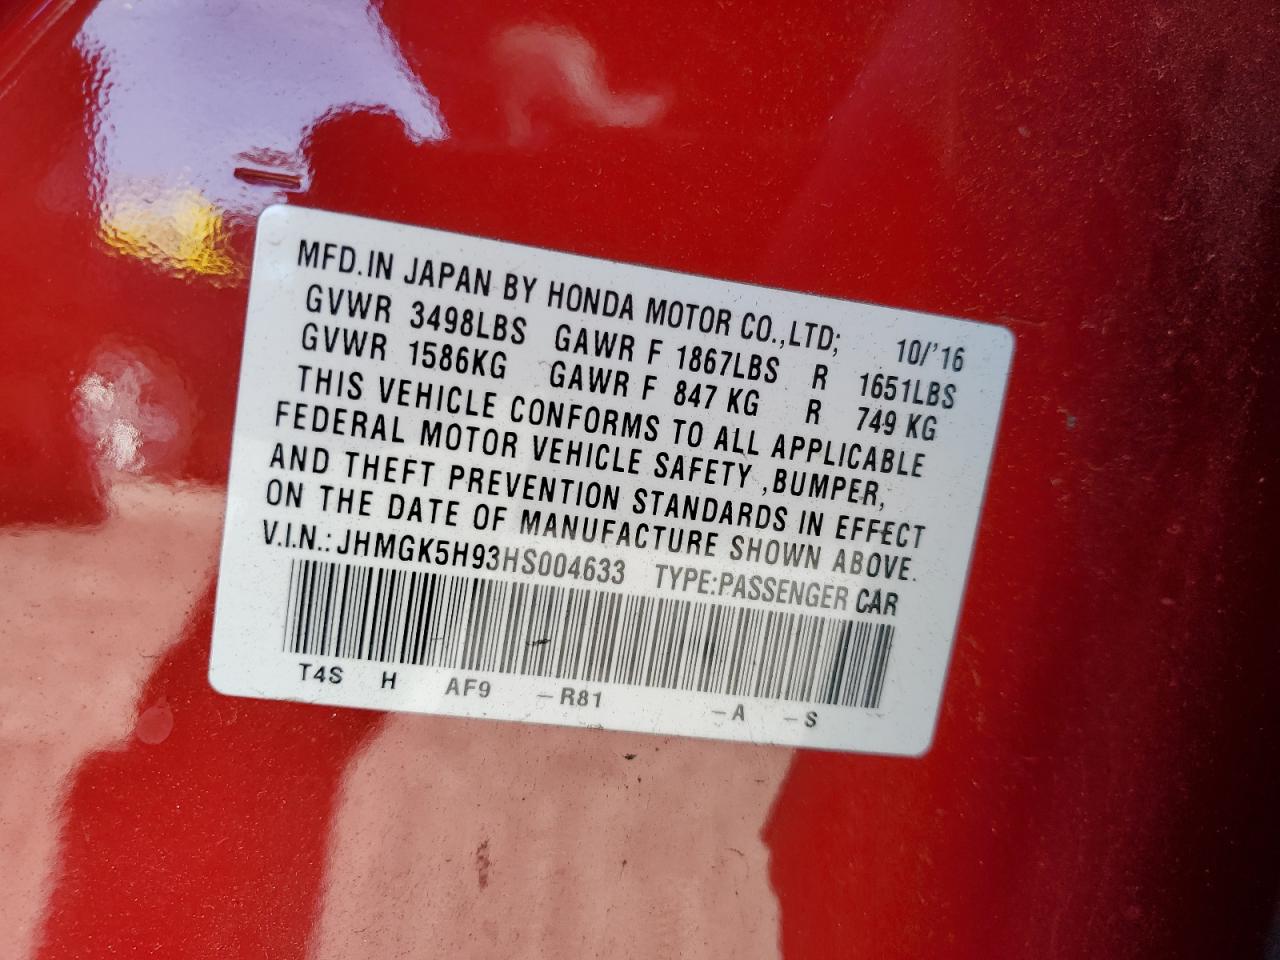 MFD.IN JAPAN BY HONDA MOTOR CO.,LTD; 10/'16
GVWR 3498LBS GAWR F 1867LBS R 1651LBS
GVWR 1586KG GAWR F 847 KG R 749 KG
THIS VEHICLE CONFORMS TO ALL APPLICABLE
FEDERAL MOTOR VEHICLE SAFETY ,BUMPER,
AND THEFT PREVENTION STANDARDS IN EFFECT
ON THE DATE OF MANUFACTURE SHOWN ABOVE.
V.I.N.: JHMGK5H93HS004633 TYPE:PASSENGER CAR
T4S H AF9 –R81 –A –S